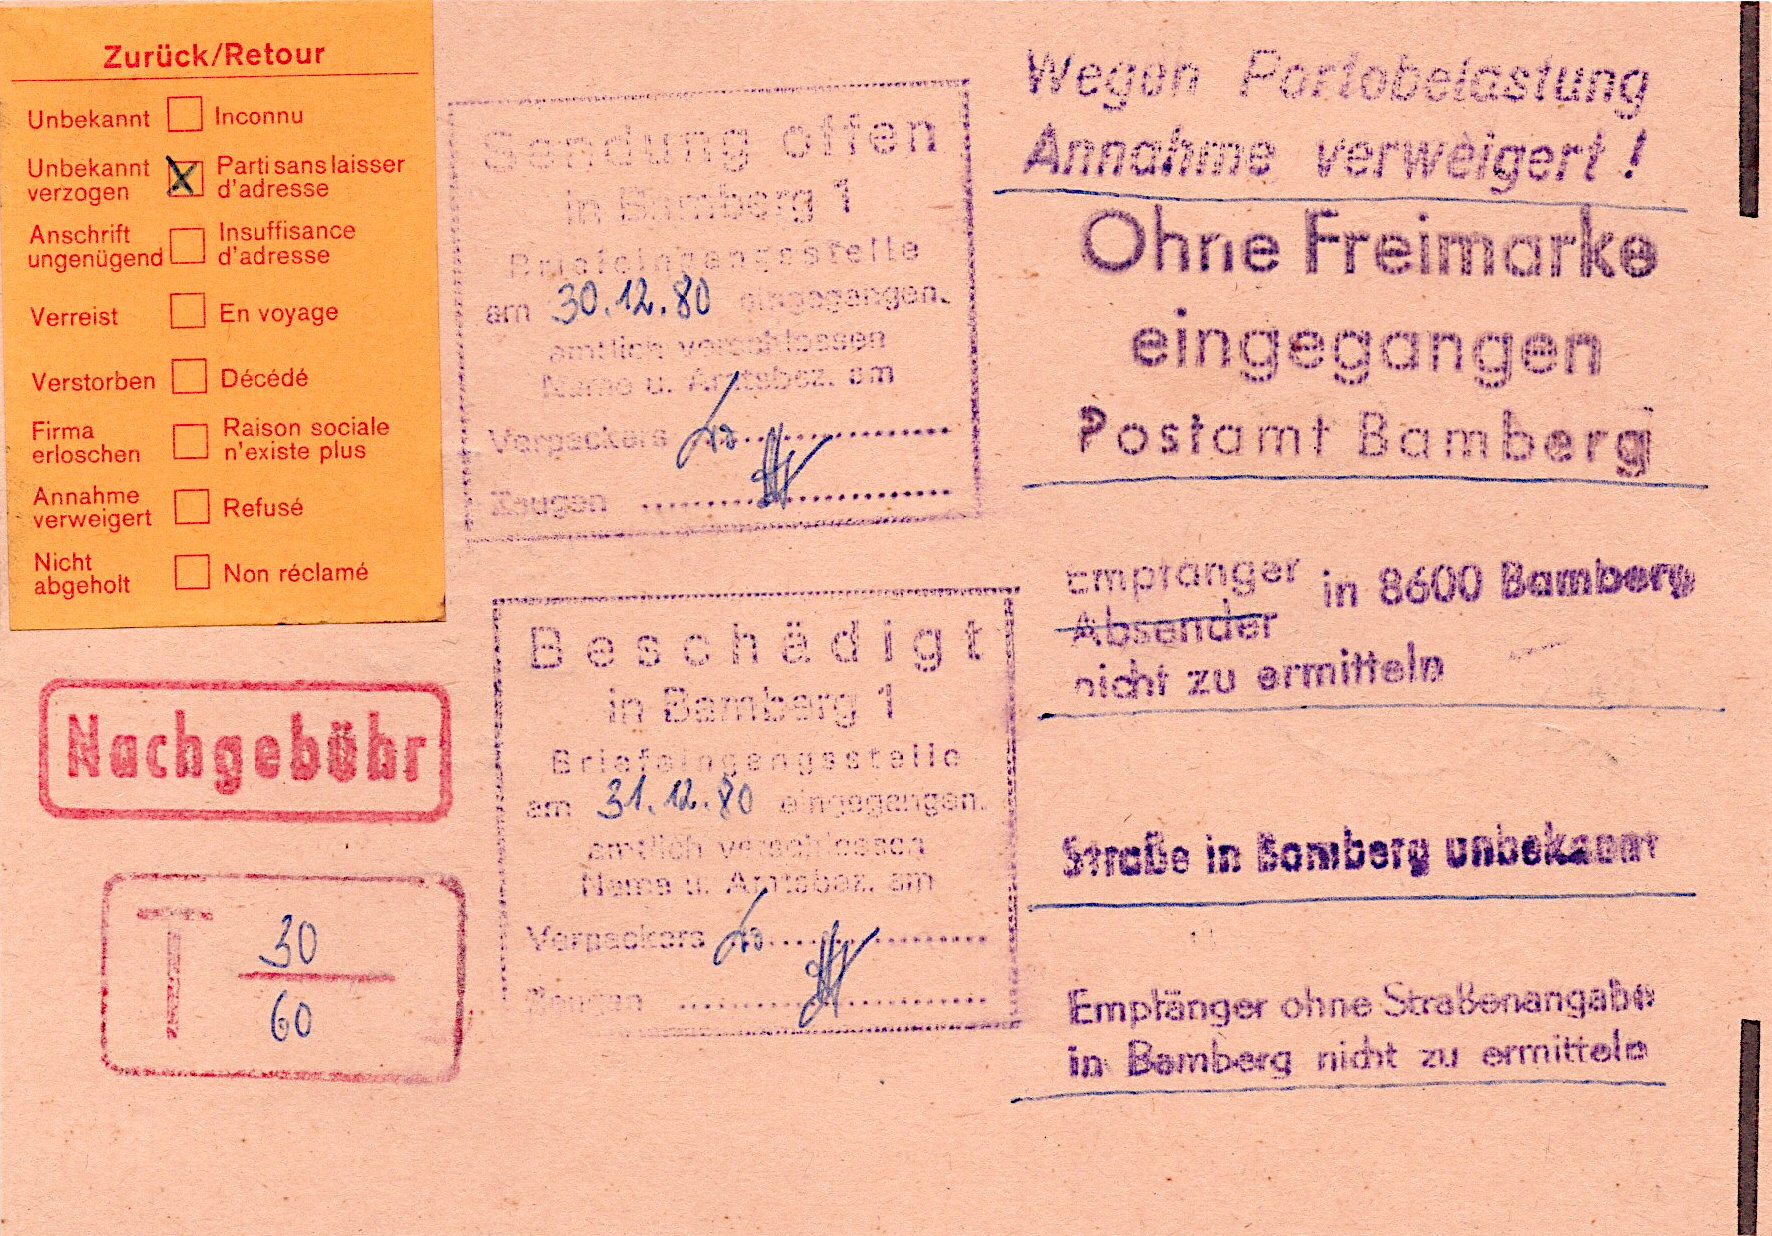 Zurück/Retour
Unbekannt Inconnu
Unbekannt verzogen X Parti sans laisser d'adresse
Anschrift ungenügend Insuffisance d'adresse
Verreist En voyage
Verstorben Décédé
Firma erloschen Raison sociale n'existe plus
Annahme verweigert Refusé
Nicht abgeholt Non réclamé
Nachgebühr
T 30
60
Sendung offen
in Bamberg 1
Briefeingangsstelle
am 30.12.80 eingegangen.
amtlich verschlossen
Name u. Amtsbez. am
Verpackers
Zeugen
Beschädigt
in Bamberg 1
Briefeingangsstelle
am 31.12.80 eingegangen.
amtlich verschlossen
Name u. Amtsbez. am
Verpackers
Zeugen
Wegen Portobelastung
Annahme verweigert!
Ohne Freimarke
eingegangen
Postamt Bamberg
Empfänger in 8600 Bamberg
Absender
nicht zu ermitteln
Straße in Bamberg unbekannt
Empfänger ohne Straßenangabe
in Bamberg nicht zu ermitteln